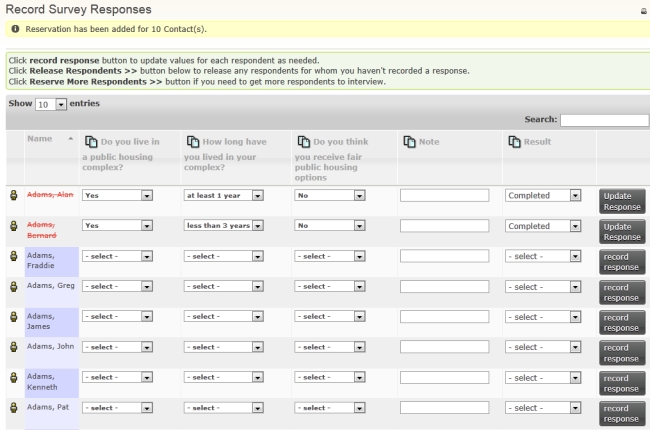 Record Survey Responses
Reservation has been added for 10 Contact(s).
Click record response button to update values for each respondent as needed.
Click Release Respondents >> button below to release any respondents for whom you haven't recorded a response.
Click Reserve More Respondents >> button if you need to get more respondents to interview.
Show 10 entries
Search:
Name Do you live in a public housing complex? How long have you lived in your complex? Do you think you receive fair public housing options Note Result
Adams, Alan Yes at least 1 year No Completed Update Response
Adams, Bernard Yes less than 3 years No Completed Update Response
Adams, Freddie - select - - select - - select - - select - record response
Adams, Greg - select - - select - - select - - select - record response
Adams, James - select - - select - - select - - select - record response
Adams, John - select - - select - - select - - select - record response
Adams, Kenneth - select - - select - - select - - select - record response
Adams, Pat - select - - select - - select - - select - record response